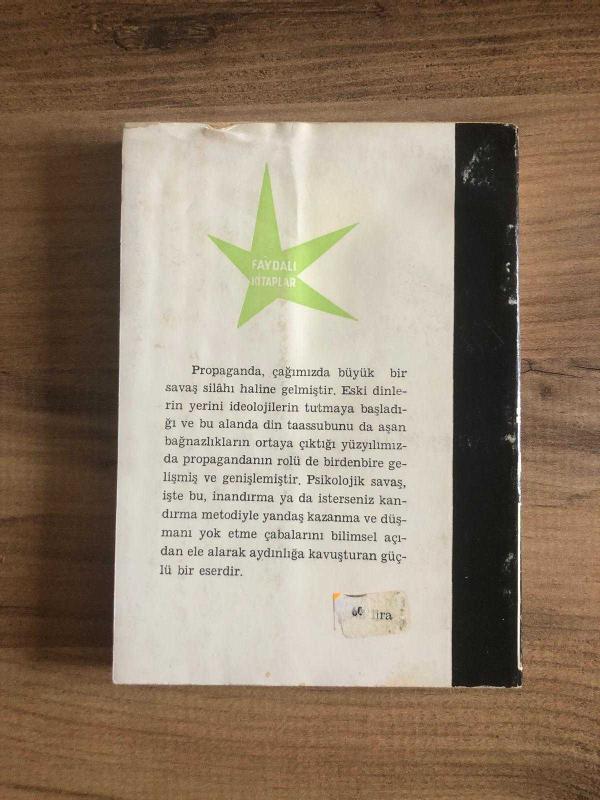 FAYDALI
KİTAPLAR
Propaganda, çağımızda büyük bir
savaş silâhı haline gelmiştir. Eski dinle-
rin yerini ideolojilerin tutmaya başladı-
ğı ve bu alanda din taassubunu da aşan
bağnazlıkların ortaya çıktığı yüzyılımız-
da propagandanın rolü de birdenbire ge-
lişmiş ve genişlemiştir. Psikolojik savaş,
işte bu, inandırma ya da isterseniz kan-
dırma metodiyle yandaş kazanma ve düş-
manı yok etme çabalarını bilimsel açı-
dan ele alarak aydınlığa kavuşturan güç-
lü bir eserdir.
60 lira